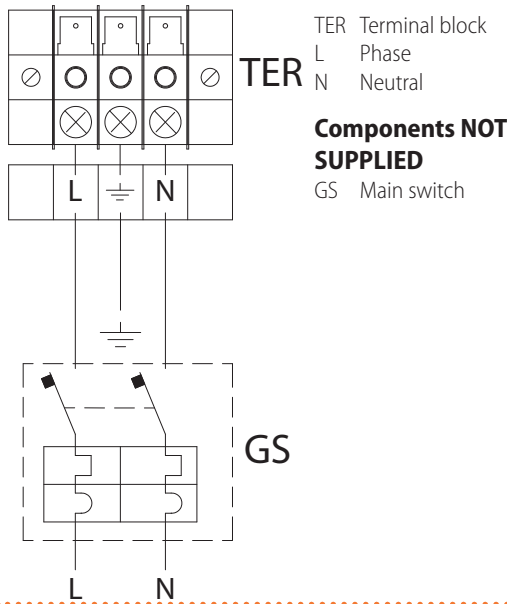 TER
TER Terminal block
L Phase
N Neutral
Components NOT
SUPPLIED
GS Main switch
L N
GS
L N